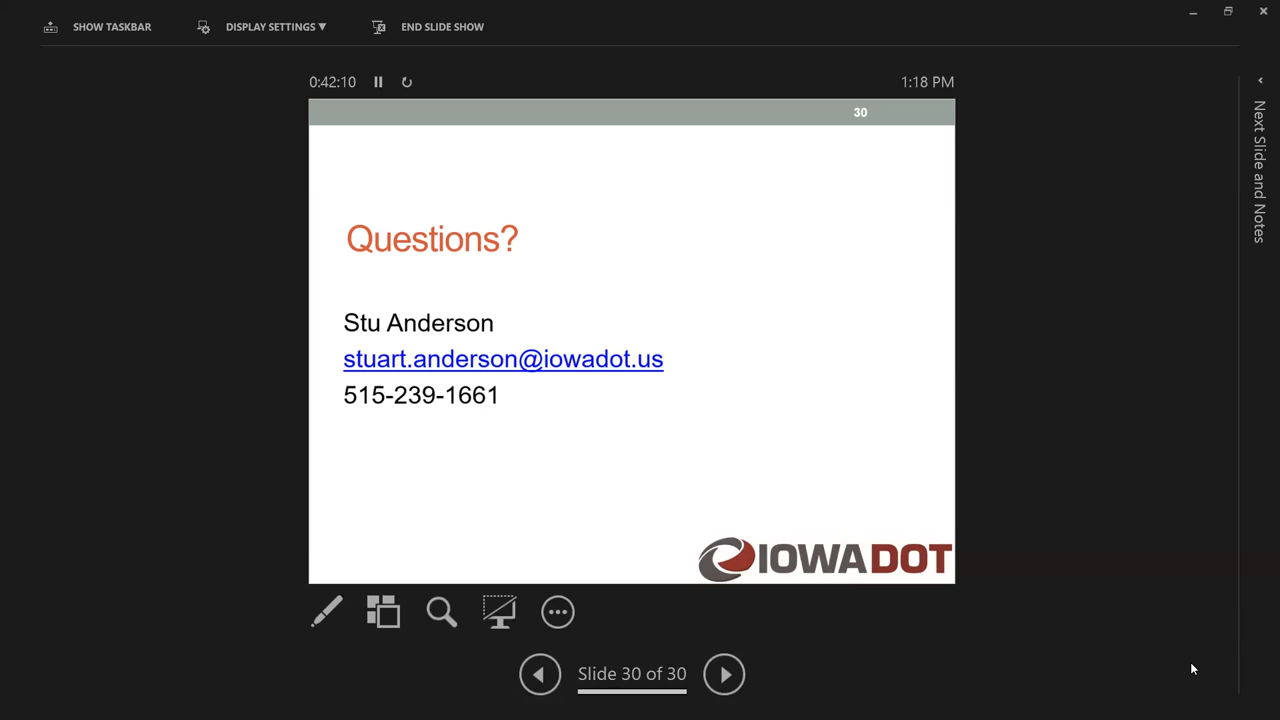 SHOW TASKBAR
DISPLAY SETTINGS ▼
END SLIDE SHOW
0:42:10
1:18 PM
30
Questions?
Stu Anderson
stuart.anderson@iowadot.us
515-239-1661
IOWADOT
Slide 30 of 30
Next Slide and Notes